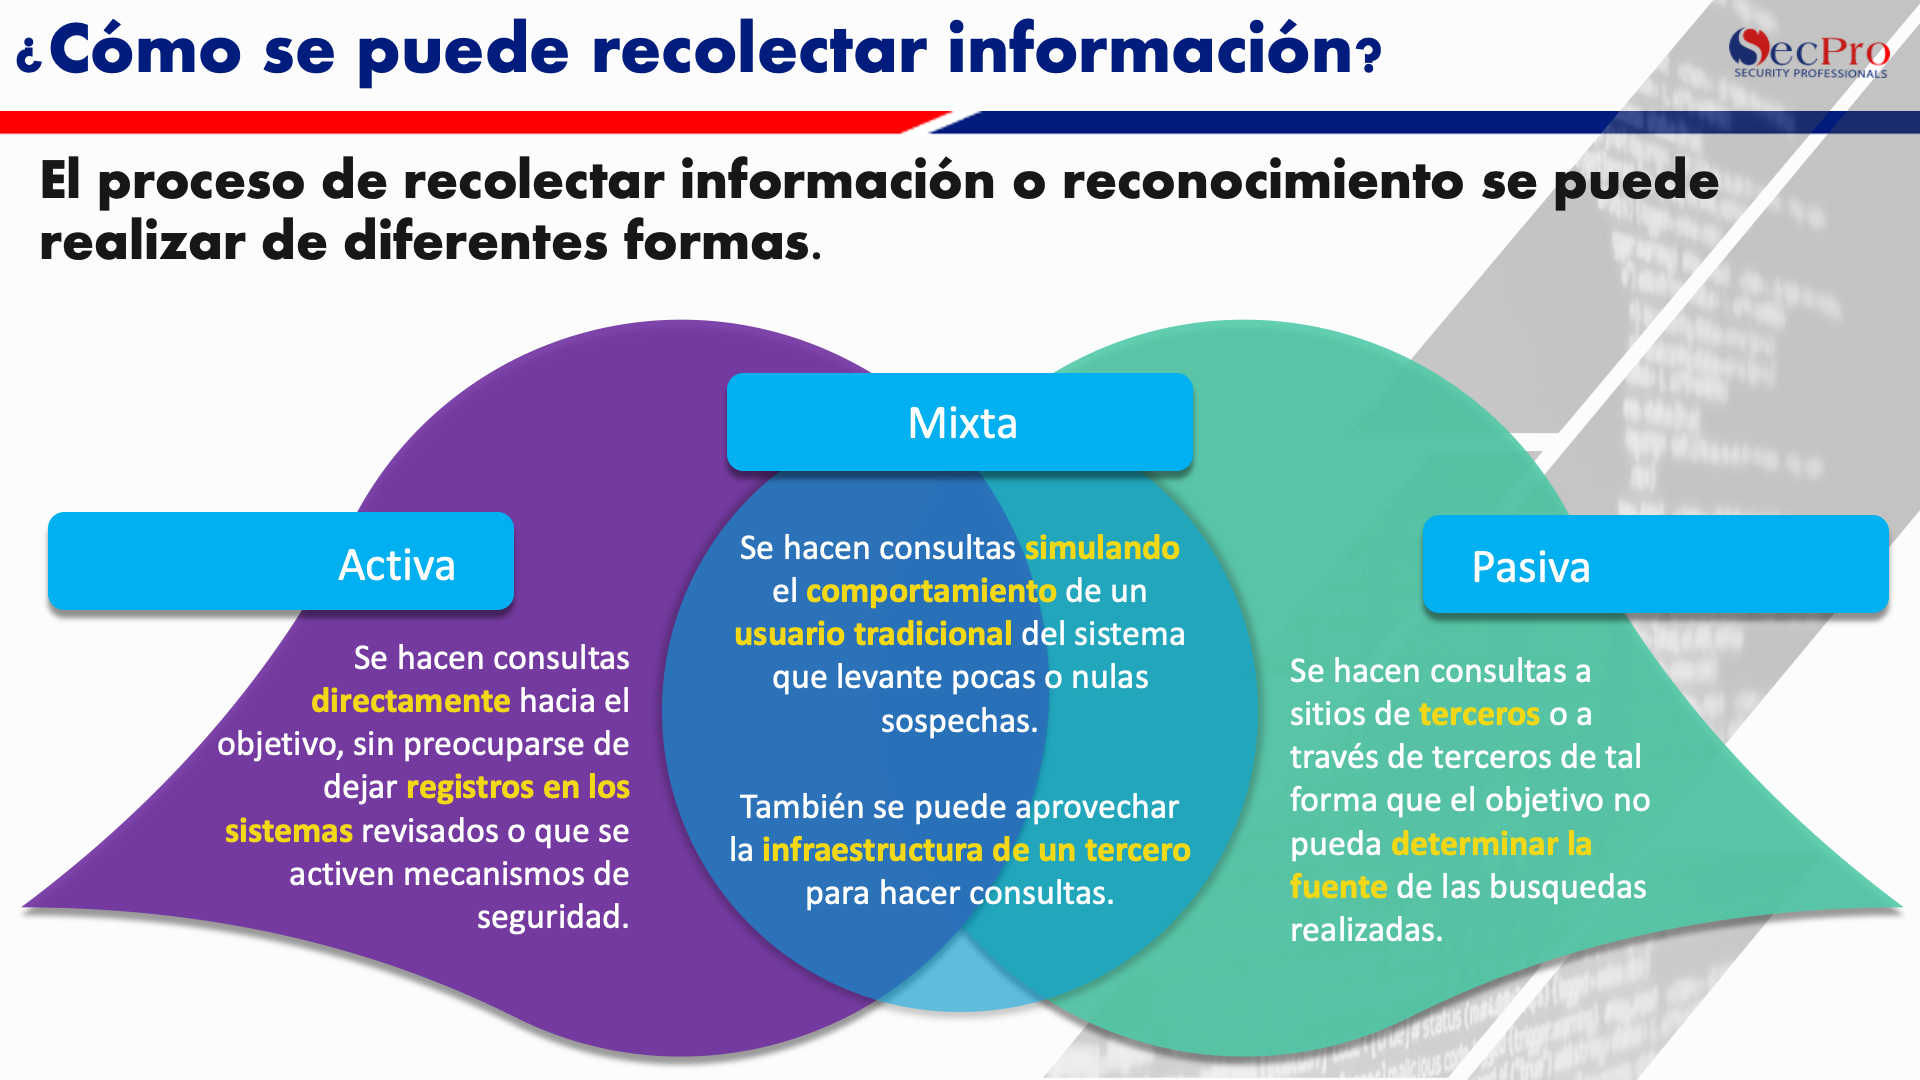 ¿Cómo se puede recolectar información?
SecPro
SECURITY PROFESSIONALS
El proceso de recolectar información o reconocimiento se puede
realizar de diferentes formas.
Mixta
Activa
Pasiva
Se hacen consultas
directamente hacia el
objetivo, sin preocuparse de
dejar registros en los
sistemas revisados o que se
activen mecanismos de
seguridad.
Se hacen consultas simulando
el comportamiento de un
usuario tradicional del sistema
que levante pocas o nulas
sospechas.
También se puede aprovechar
la infraestructura de un tercero
para hacer consultas.
Se hacen consultas a
sitios de terceros o a
través de terceros de tal
forma que el objetivo no
pueda determinar la
fuente de las busquedas
realizadas.